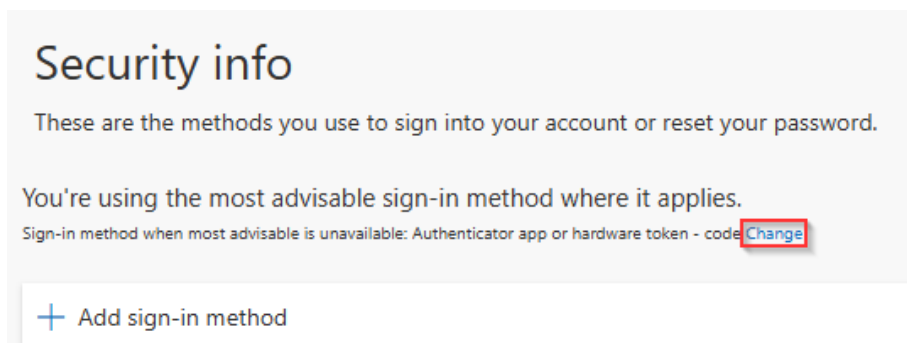 Security info
These are the methods you use to sign into your account or reset your password.
You're using the most advisable sign-in method where it applies.
Sign-in method when most advisable is unavailable: Authenticator app or hardware token - code Change
+ Add sign-in method